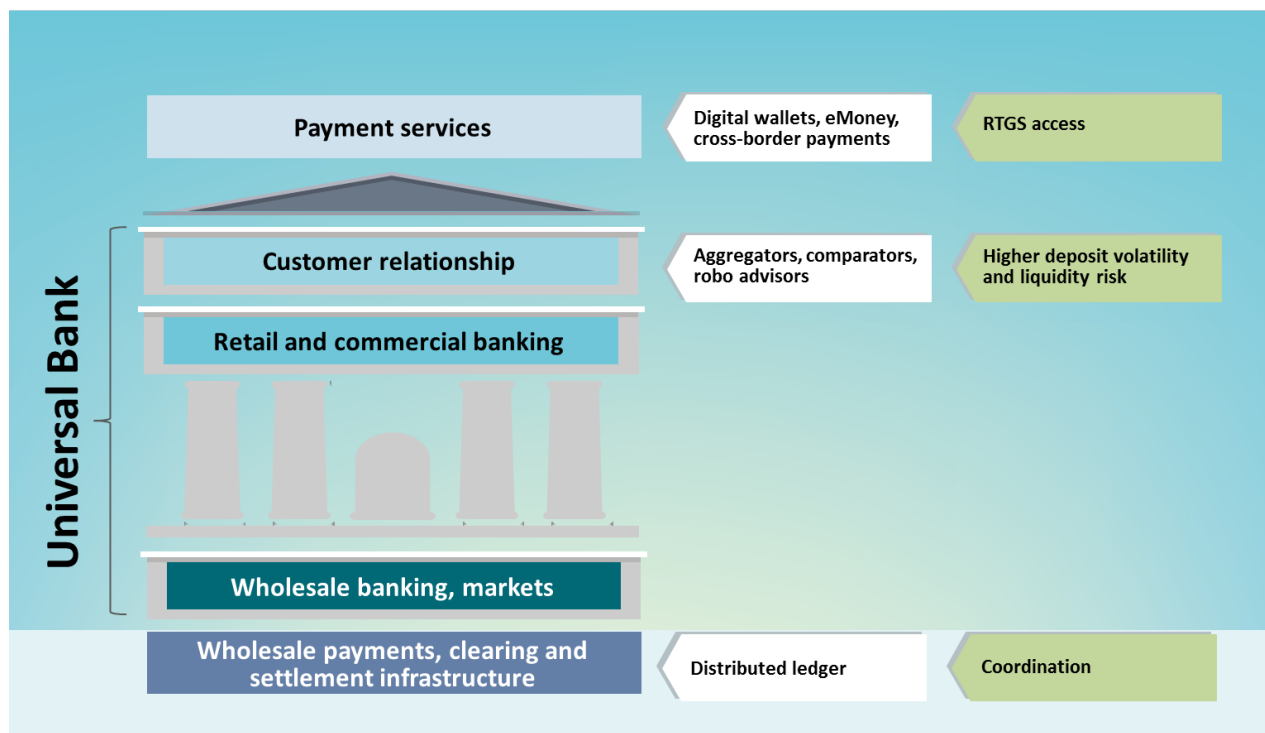 Payment services
Digital wallets, eMoney,
cross-border payments
RTGS access
Universal Bank
Customer relationship
Aggregators, comparators,
robo advisors
Higher deposit volatility
and liquidity risk
Retail and commercial banking
Wholesale banking, markets
Wholesale payments, clearing and
settlement infrastructure
Distributed ledger
Coordination